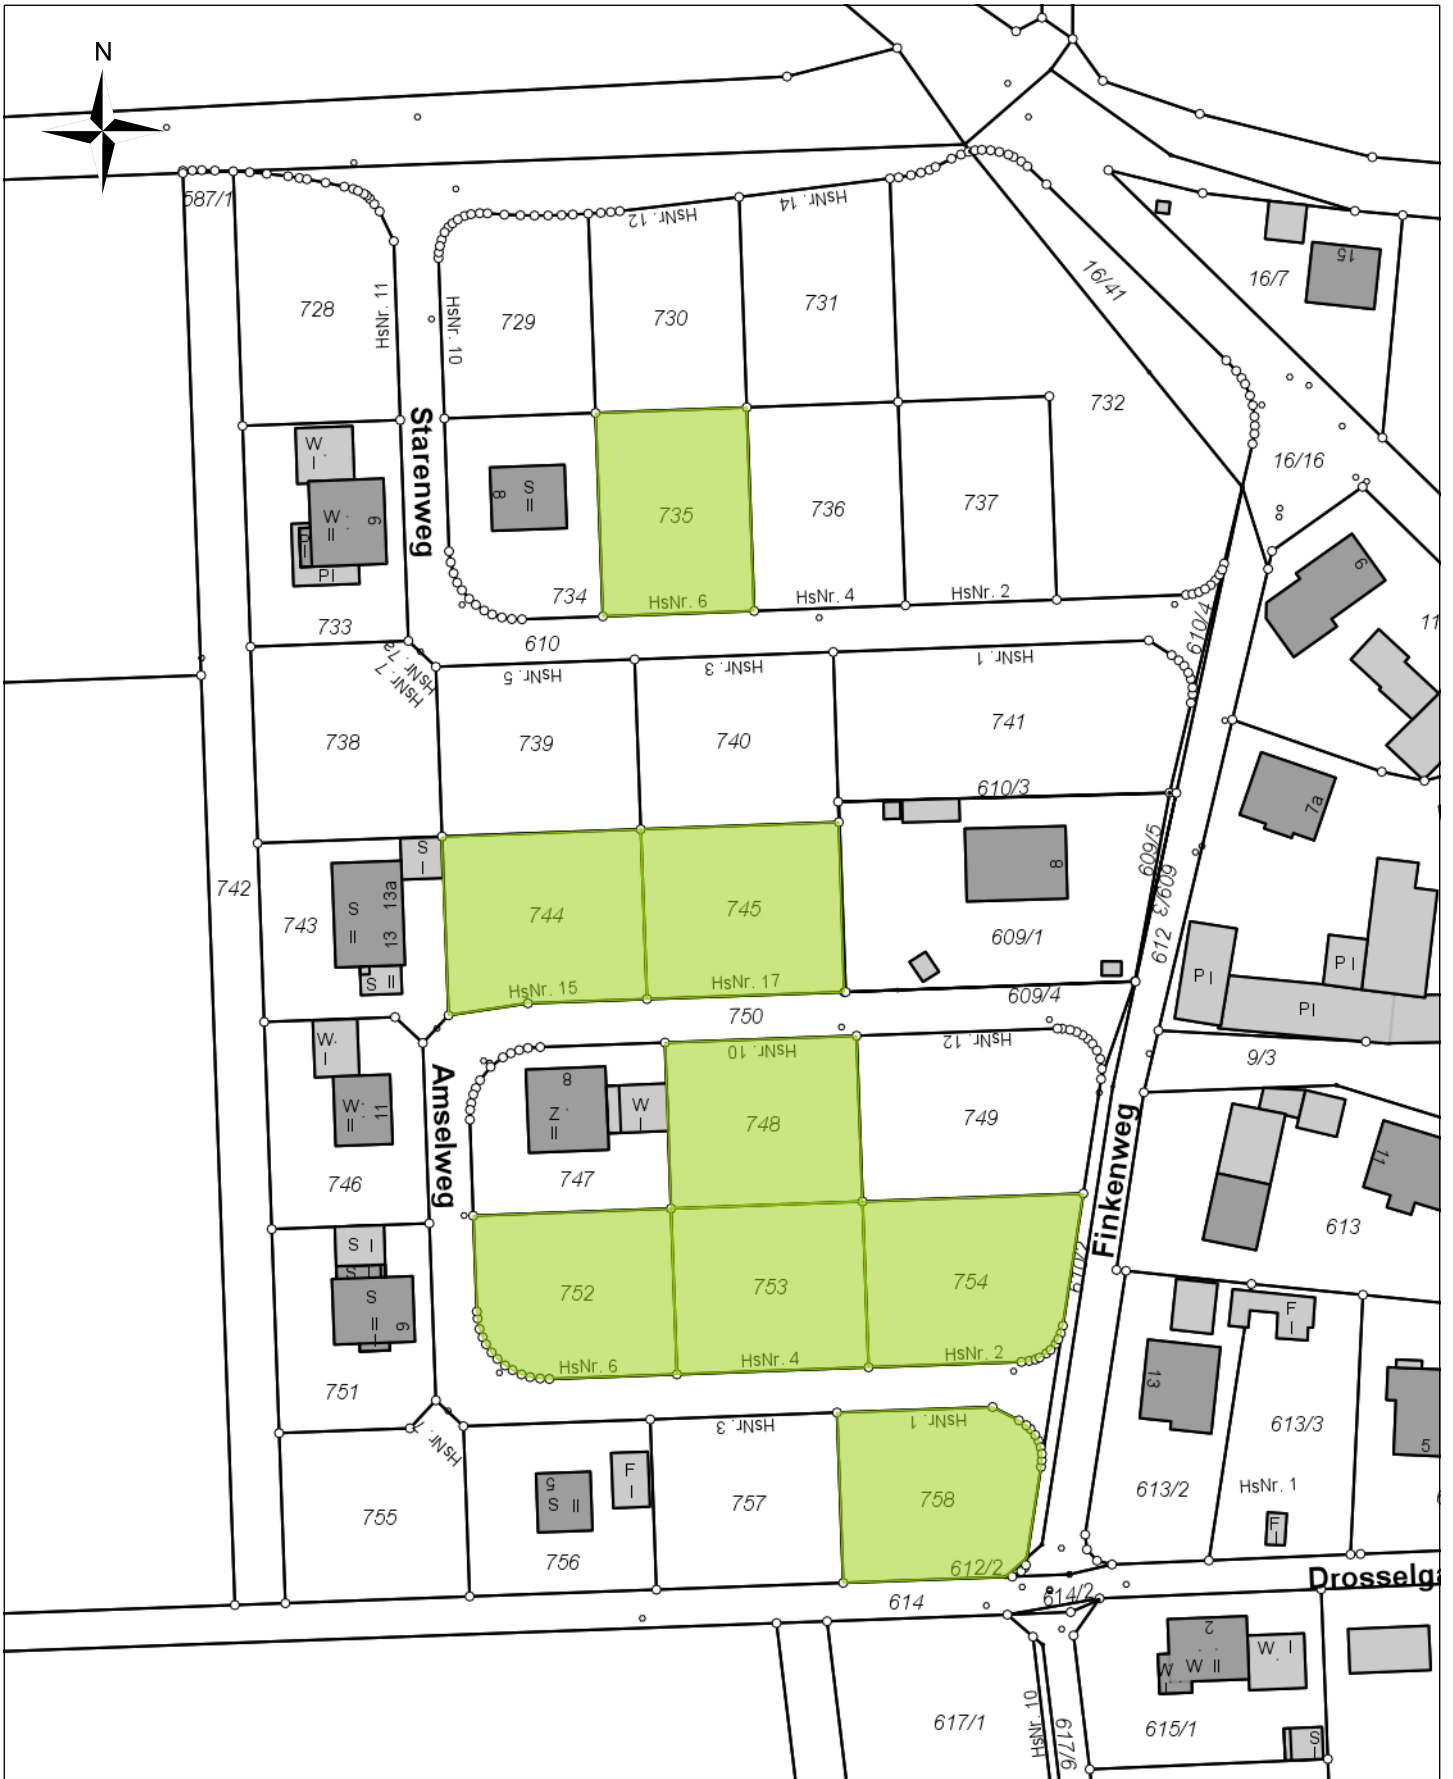 N
587/1
HsNr. 12
HsNr. 14
16/41
16/7
15
728
HsNr. 11
HsNr. 10
729
730
731
732
Starenweg
16/16
W
I
W
II
9
PI
733
8
S
II
734
735
HsNr. 6
736
HsNr. 4
737
HsNr. 2
610
610/4
6
11
HsNr. 7a
HsNr. 7
HsNr. 5
HsNr. 3
HsNr. 1
738
739
740
741
610/3
7a
742
743
S
I
13a
S
II
13
S II
744
HsNr. 15
745
HsNr. 17
8
609/1
609/5
609/3
612
609/4
750
P I
P I
PI
9/3
W
I
W
II
11
746
Amselweg
8
Z
II
W
I
747
HsNr. 10
748
HsNr. 12
749
Finkenweg
11
613
S I
S I
S
II
I
9
751
752
HsNr. 6
753
HsNr. 4
754
HsNr. 2
610/2
F
I
13
613/3
5
613/2
HsNr. 1
F
I
HsNr. 7
755
5
S II
F
I
756
HsNr. 3
757
HsNr. 1
758
612/2
614
614/2
Drosselga
2
W II
W I
W
I
615/1
S
I
617/1
HsNr. 10
617/6